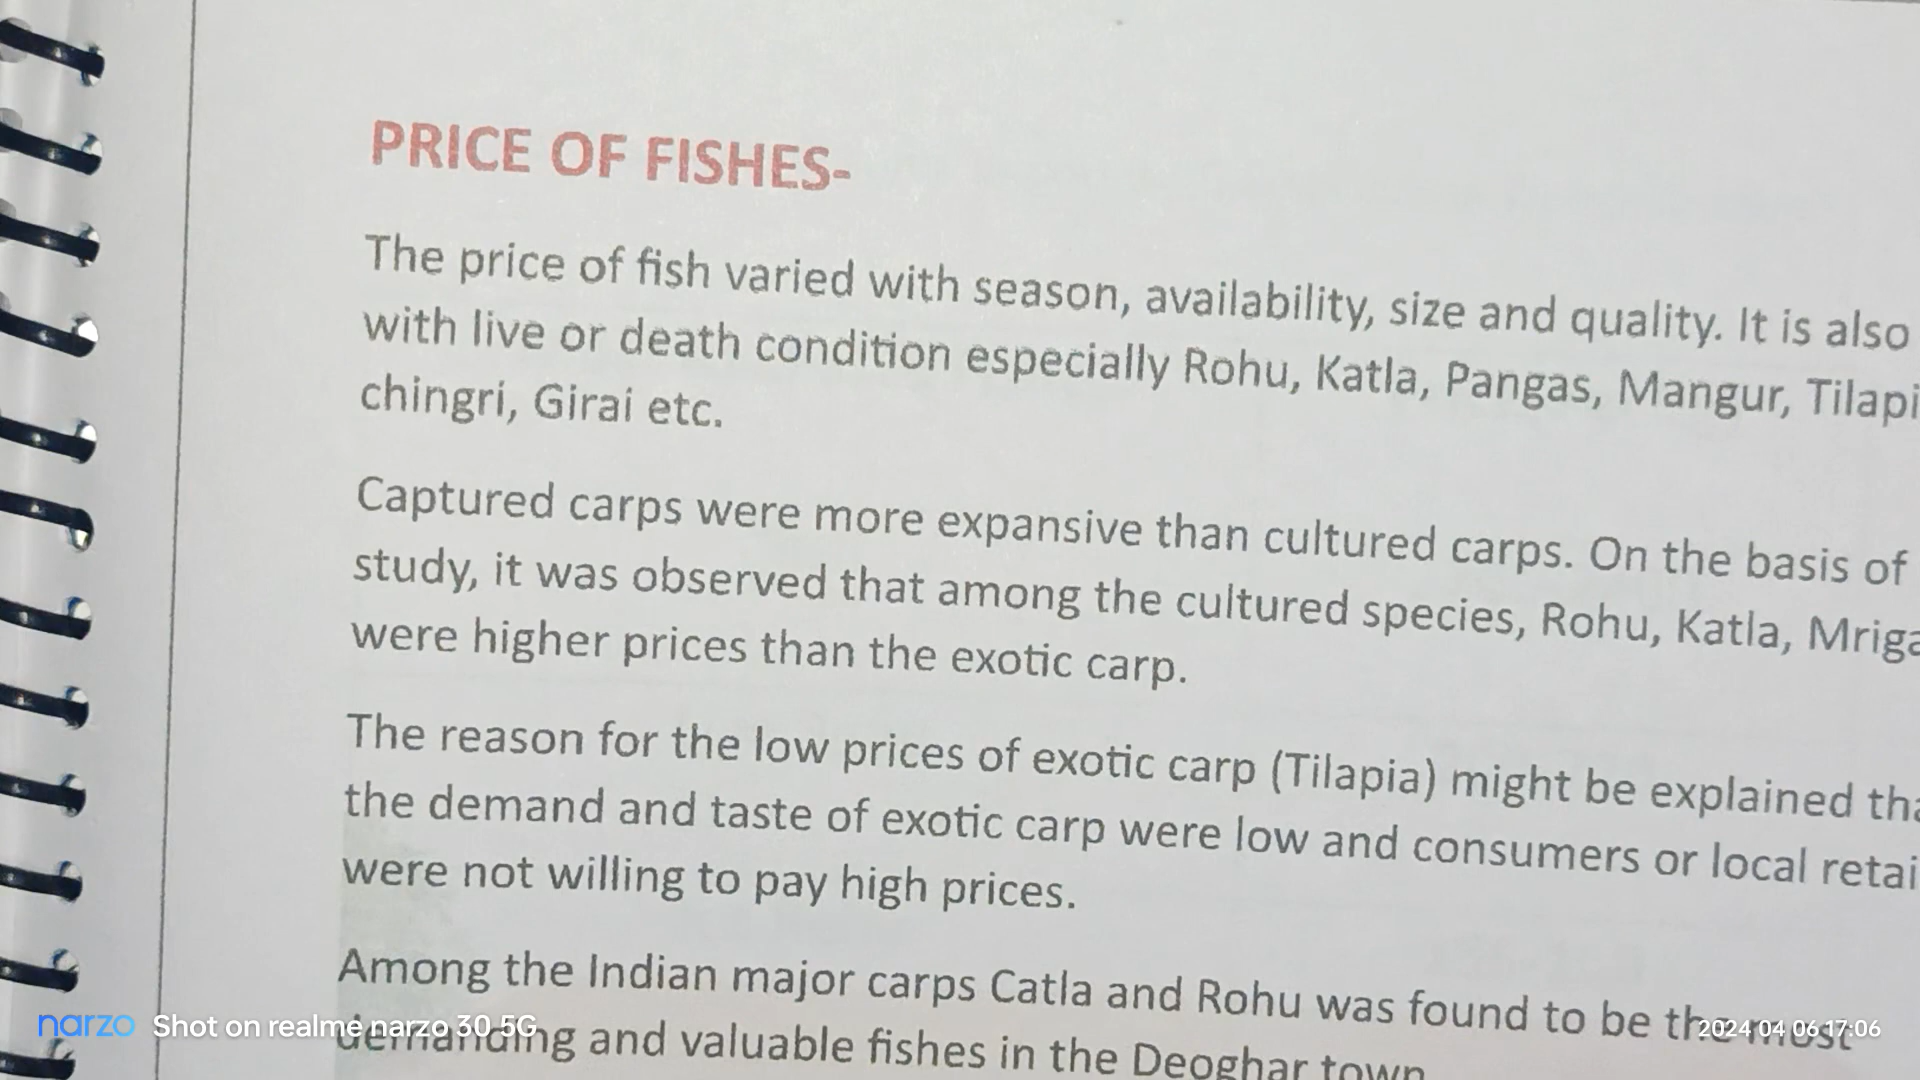 PRICE OF FISHES-
The price of fish varied with season, availability, size and quality. It is also
with live or death condition especially Rohu, Katla, Pangas, Mangur, Tilapi
chingri, Girai etc.
Captured carps were more expansive than cultured carps. On the basis of
study, it was observed that among the cultured species, Rohu, Katla, Mriga
were higher prices than the exotic carp.
The reason for the low prices of exotic carp (Tilapia) might be explained tha
the demand and taste of exotic carp were low and consumers or local retai
were not willing to pay high prices.
Among the Indian major carps Catla and Rohu was found to be the most
demanding and valuable fishes in the Deoghar town
narzo Shot on realme narzo 30 5G
2024 04 06 17:06